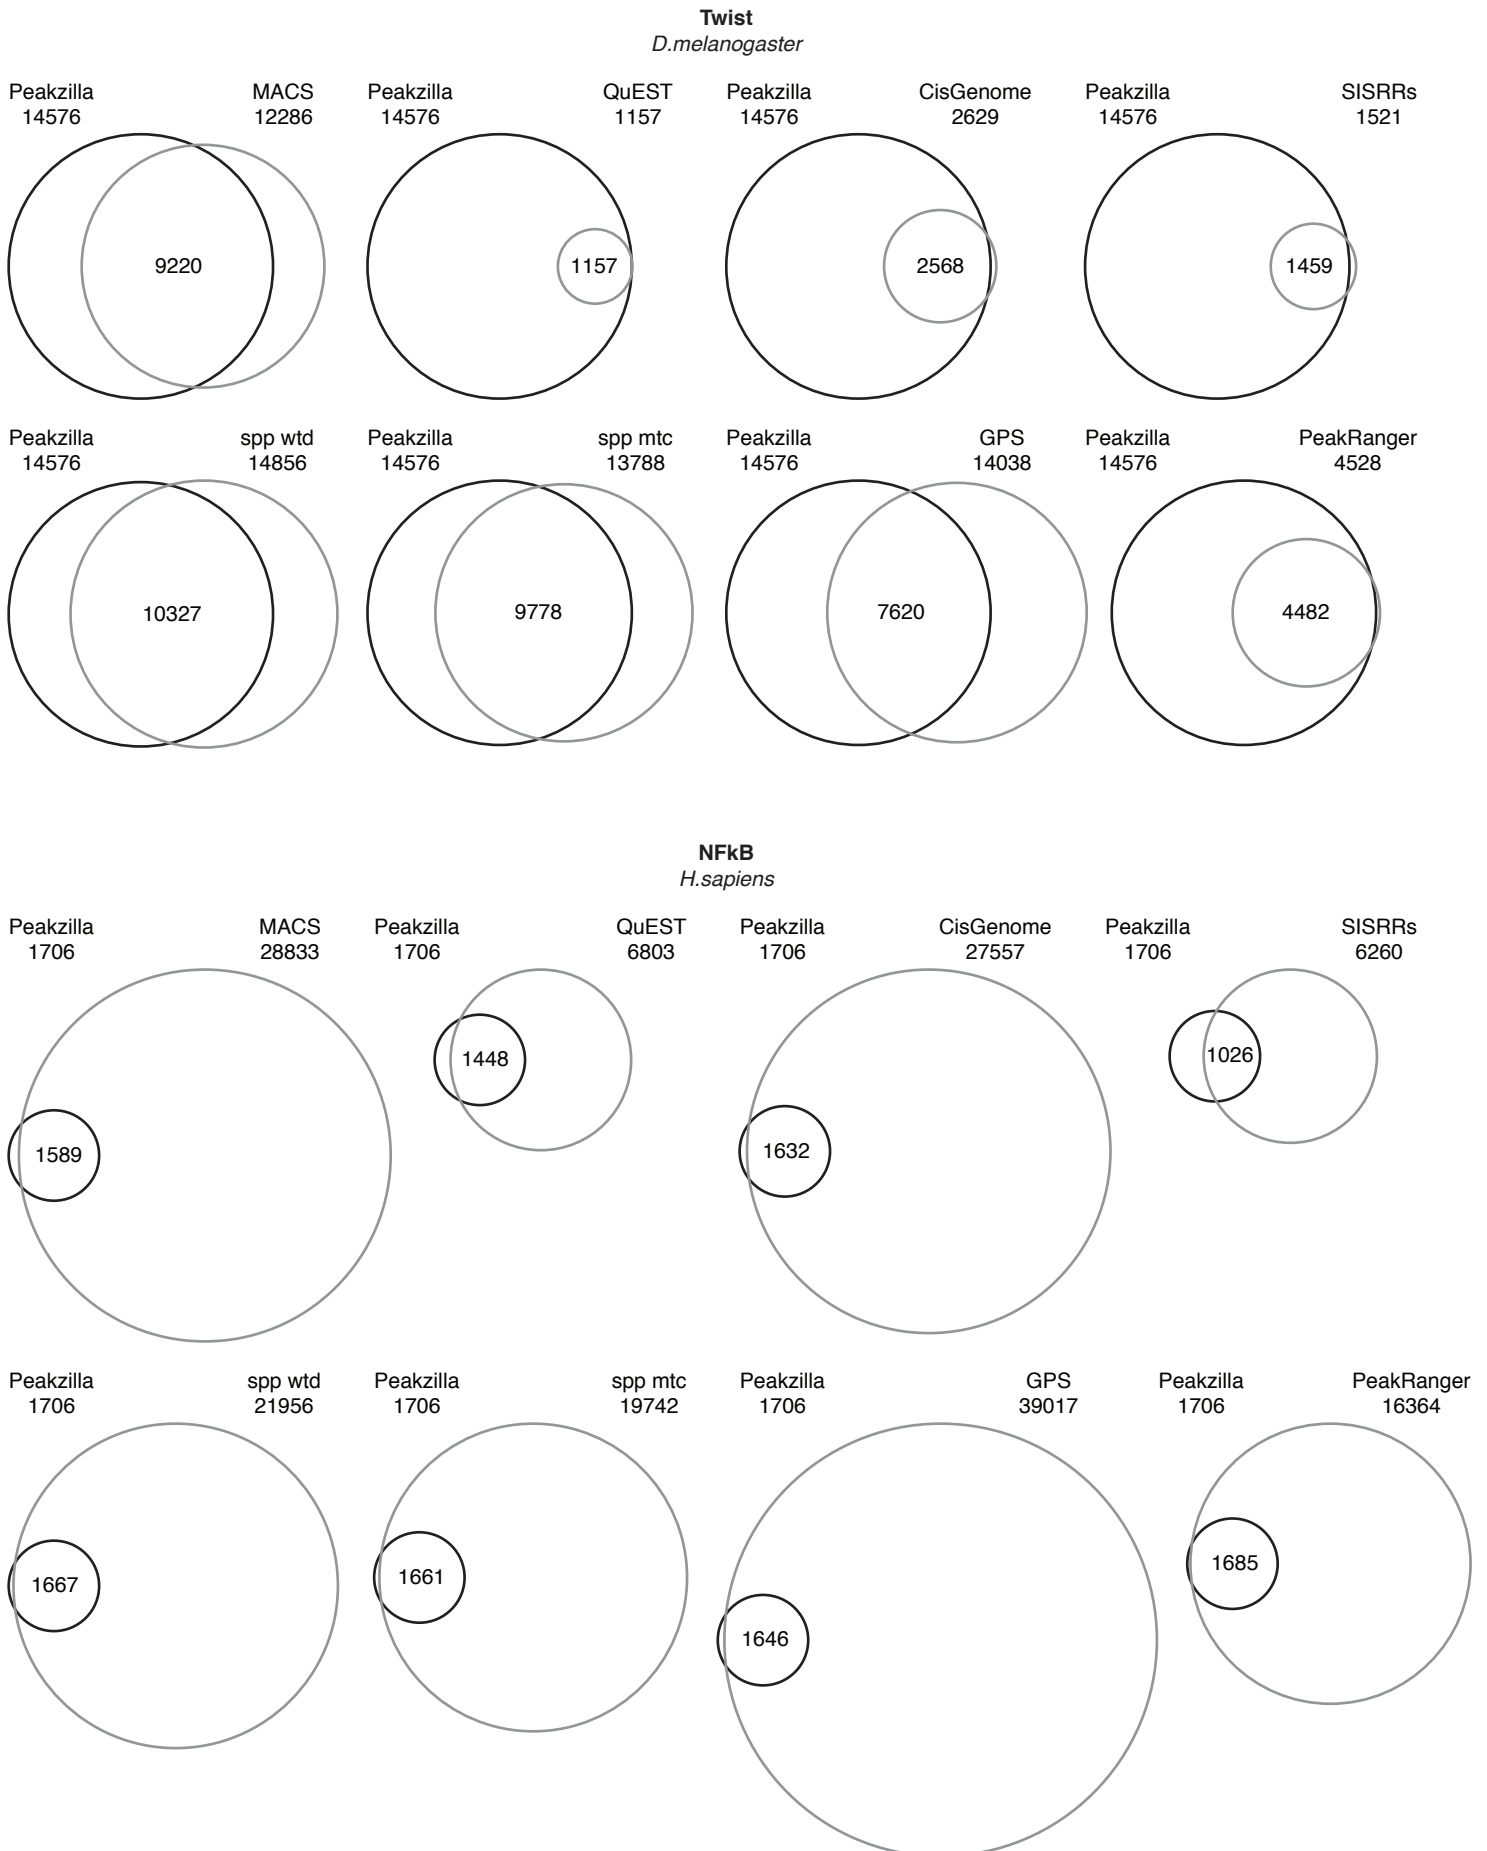 Twist
D.melanogaster
Peakzilla MACS Peakzilla QuEST Peakzilla CisGenome Peakzilla SISRRs
14576 12286 14576 1157 14576 2629 14576 1521
9220 1157 2568 1459
Peakzilla spp wtd Peakzilla spp mtc Peakzilla GPS Peakzilla PeakRanger
14576 14856 14576 13788 14576 14038 14576 4528
10327 9778 7620 4482
NFkB
H.sapiens
Peakzilla MACS Peakzilla QuEST Peakzilla CisGenome Peakzilla SISRRs
1706 28833 1706 6803 1706 27557 1706 6260
1589 1448 1632 1026
Peakzilla spp wtd Peakzilla spp mtc Peakzilla GPS Peakzilla PeakRanger
1706 21956 1706 19742 1706 39017 1706 16364
1667 1661 1646 1685